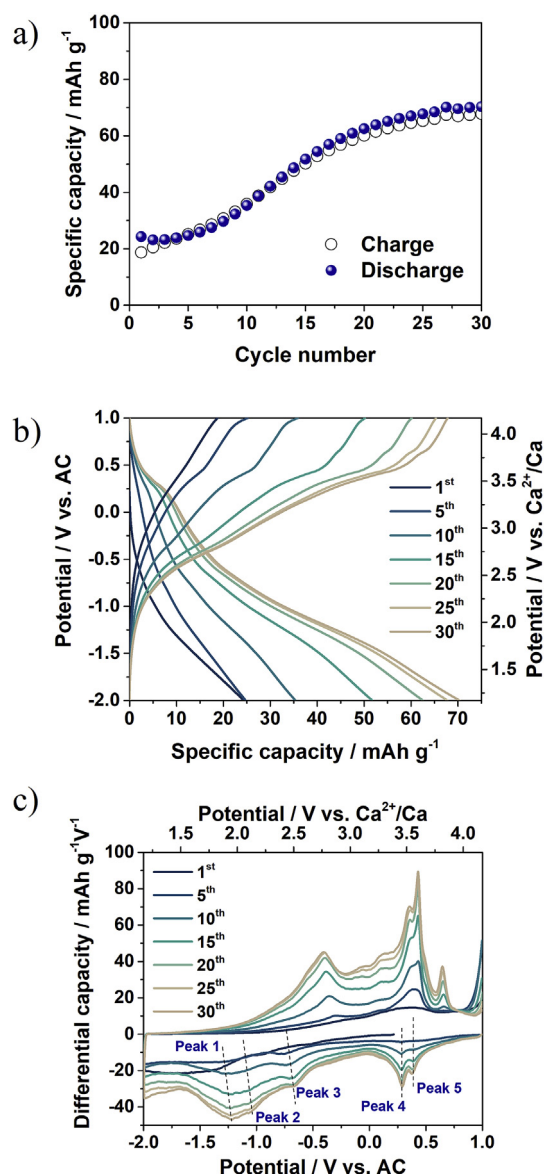 a)
Specific capacity / mAh g-1
100
80
60
40
20
0
Charge
Discharge
0 5 10 15 20 25 30
Cycle number
b)
Potential / V vs. AC
1.0
0.5
0.0
-0.5
-1.0
-1.5
-2.0
1st
5th
10th
15th
20th
25th
30th
4.0
3.5
3.0
2.5
2.0
1.5
Potential / V vs. Ca2+/Ca
0 10 20 30 40 50 60 70
Specific capacity / mAh g-1
c)
Potential / V vs. Ca2+/Ca
1.5 2.0 2.5 3.0 3.5 4.0
Differential capacity / mAh g-1V-1
100
80
60
40
20
0
-20
-40
1st
5th
10th
15th
20th
25th
30th
Peak 1
Peak 2
Peak 3
Peak 4
Peak 5
-2.0 -1.5 -1.0 -0.5 0.0 0.5 1.0
Potential / V vs. AC